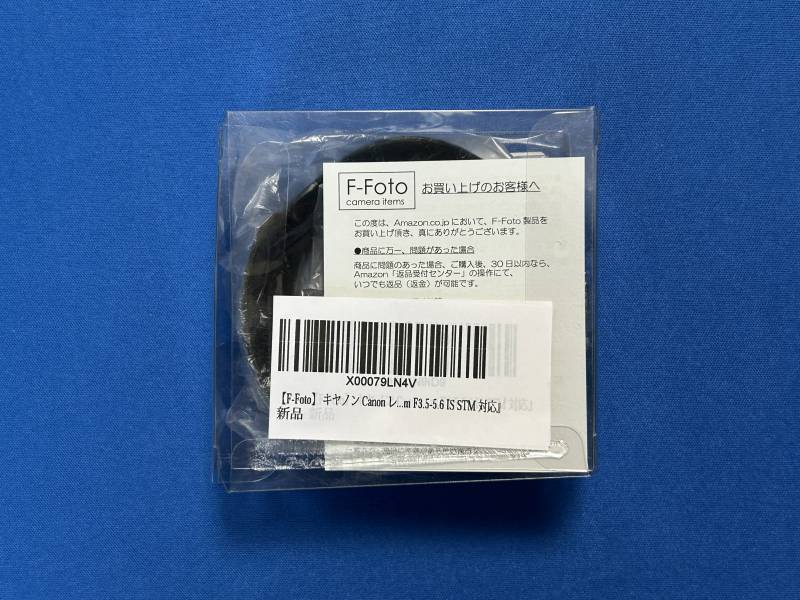 F-Foto
camera items
お買い上げのお客様へ
この度は、Amazon.co.jp において、F-Foto 製品を
お買い上げ頂き、真にありがとうございます。
●商品に万一、問題があった場合
商品に問題のあった場合、ご購入後、30日以内なら、
Amazon「返品受付センター」の操作にて、
いつでも返品（返金）が可能です。
X00079LN4V
【F-Foto】 キヤノン Canon レ...m F3.5-5.6 IS STM 対応』
新品